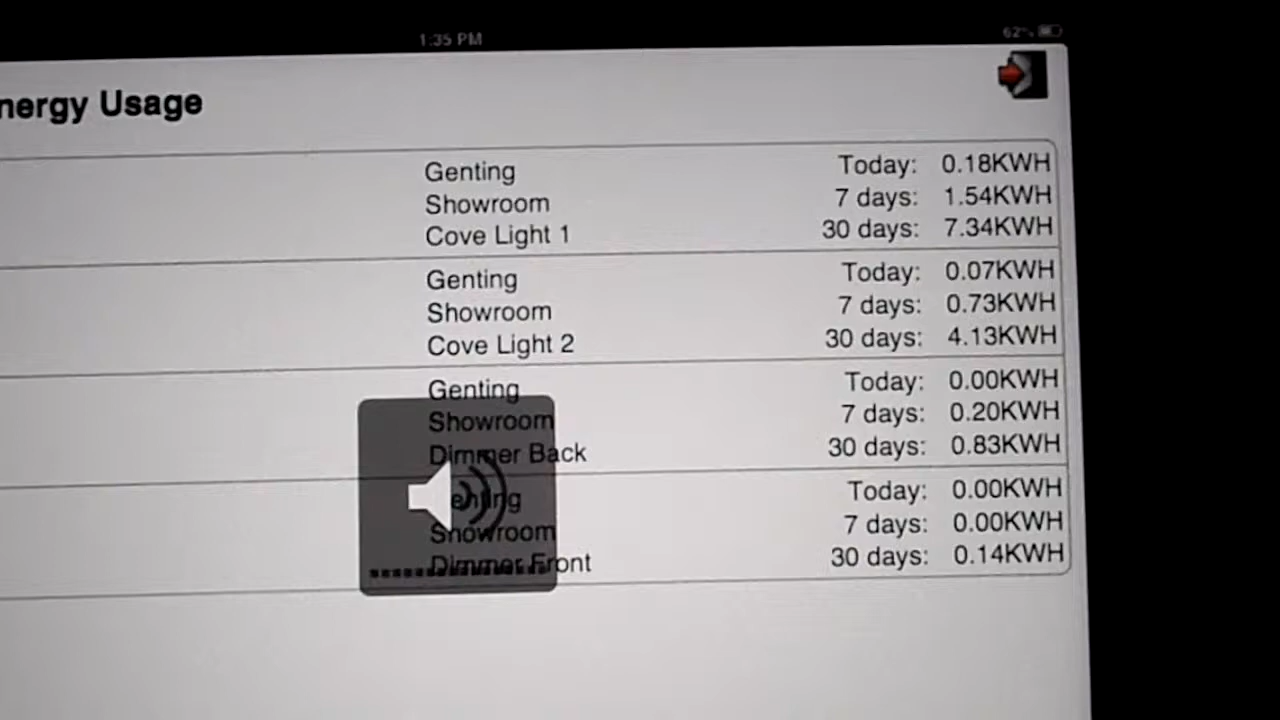 1:35 PM
62%
nergy Usage
Genting Today: 0.18KWH
Showroom 7 days: 1.54KWH
Cove Light 1 30 days: 7.34KWH
Genting Today: 0.07KWH
Showroom 7 days: 0.73KWH
Cove Light 2 30 days: 4.13KWH
Genting Today: 0.00KWH
Showroom 7 days: 0.20KWH
Dimmer Back 30 days: 0.83KWH
Genting Today: 0.00KWH
Showroom 7 days: 0.00KWH
Dimmer Front 30 days: 0.14KWH